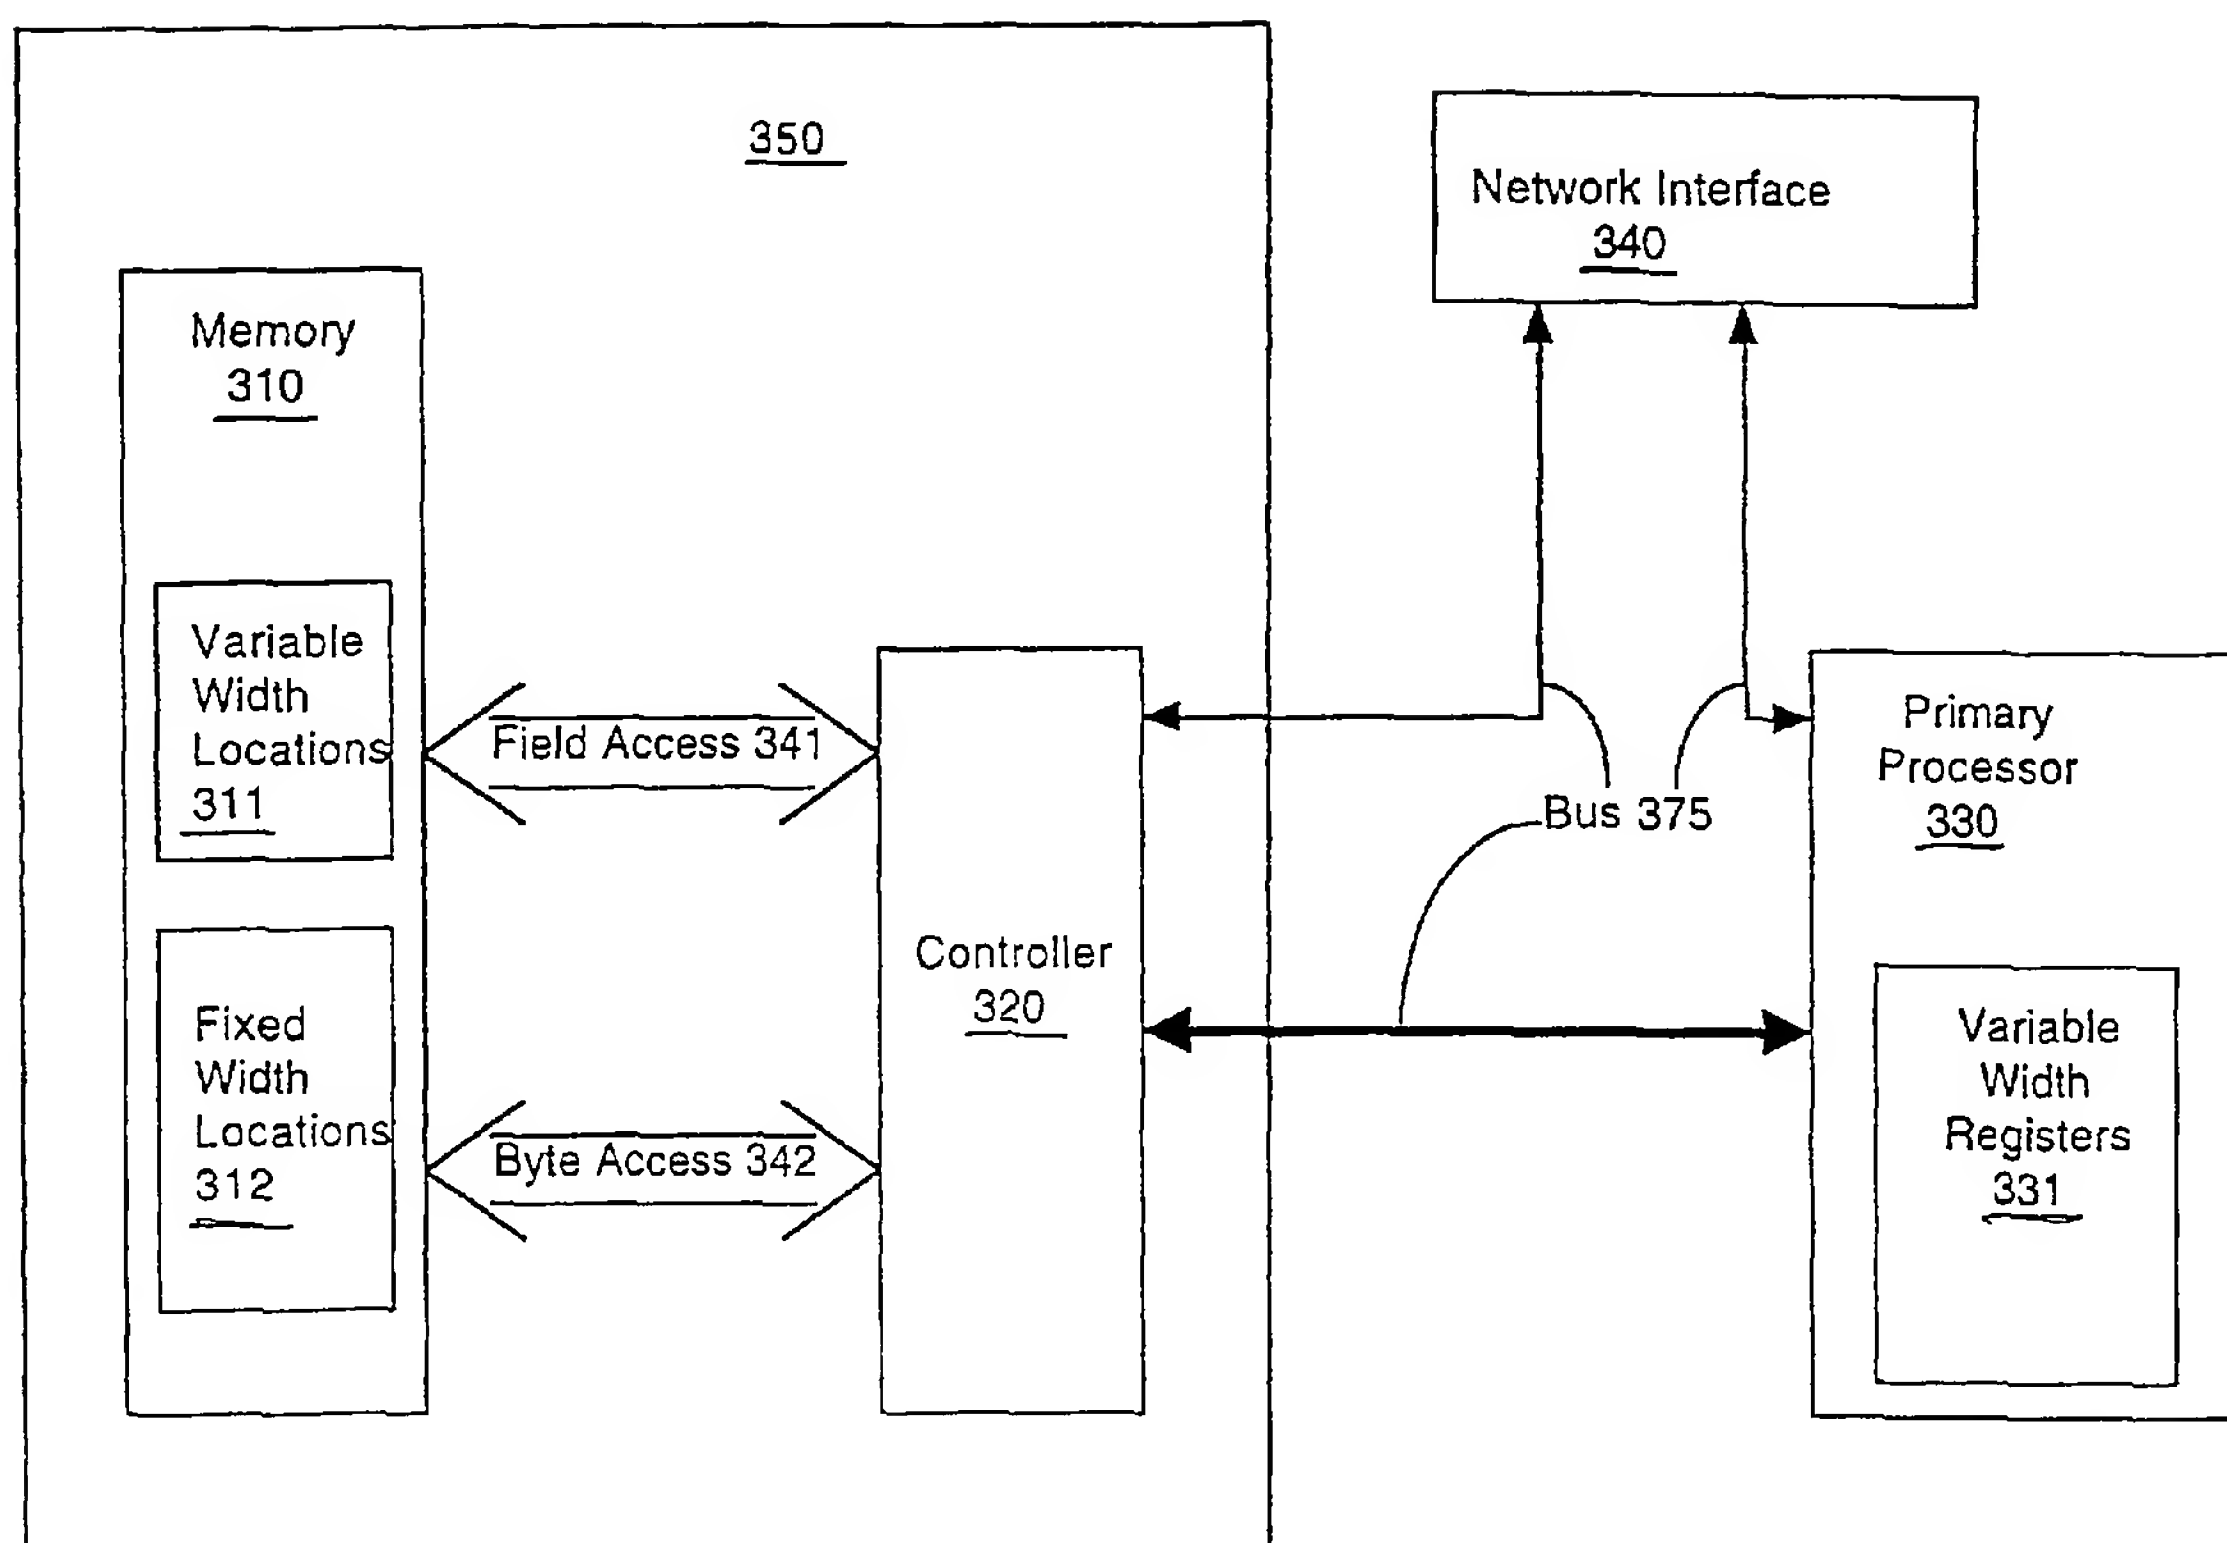 350
Network Interface
340
Memory
310
Variable
Width
Locations
311
Field Access 341
Primary
Processor
330
Bus 375
Controller
320
Fixed
Width
Locations
312
Byte Access 342
Variable
Width
Registers
331